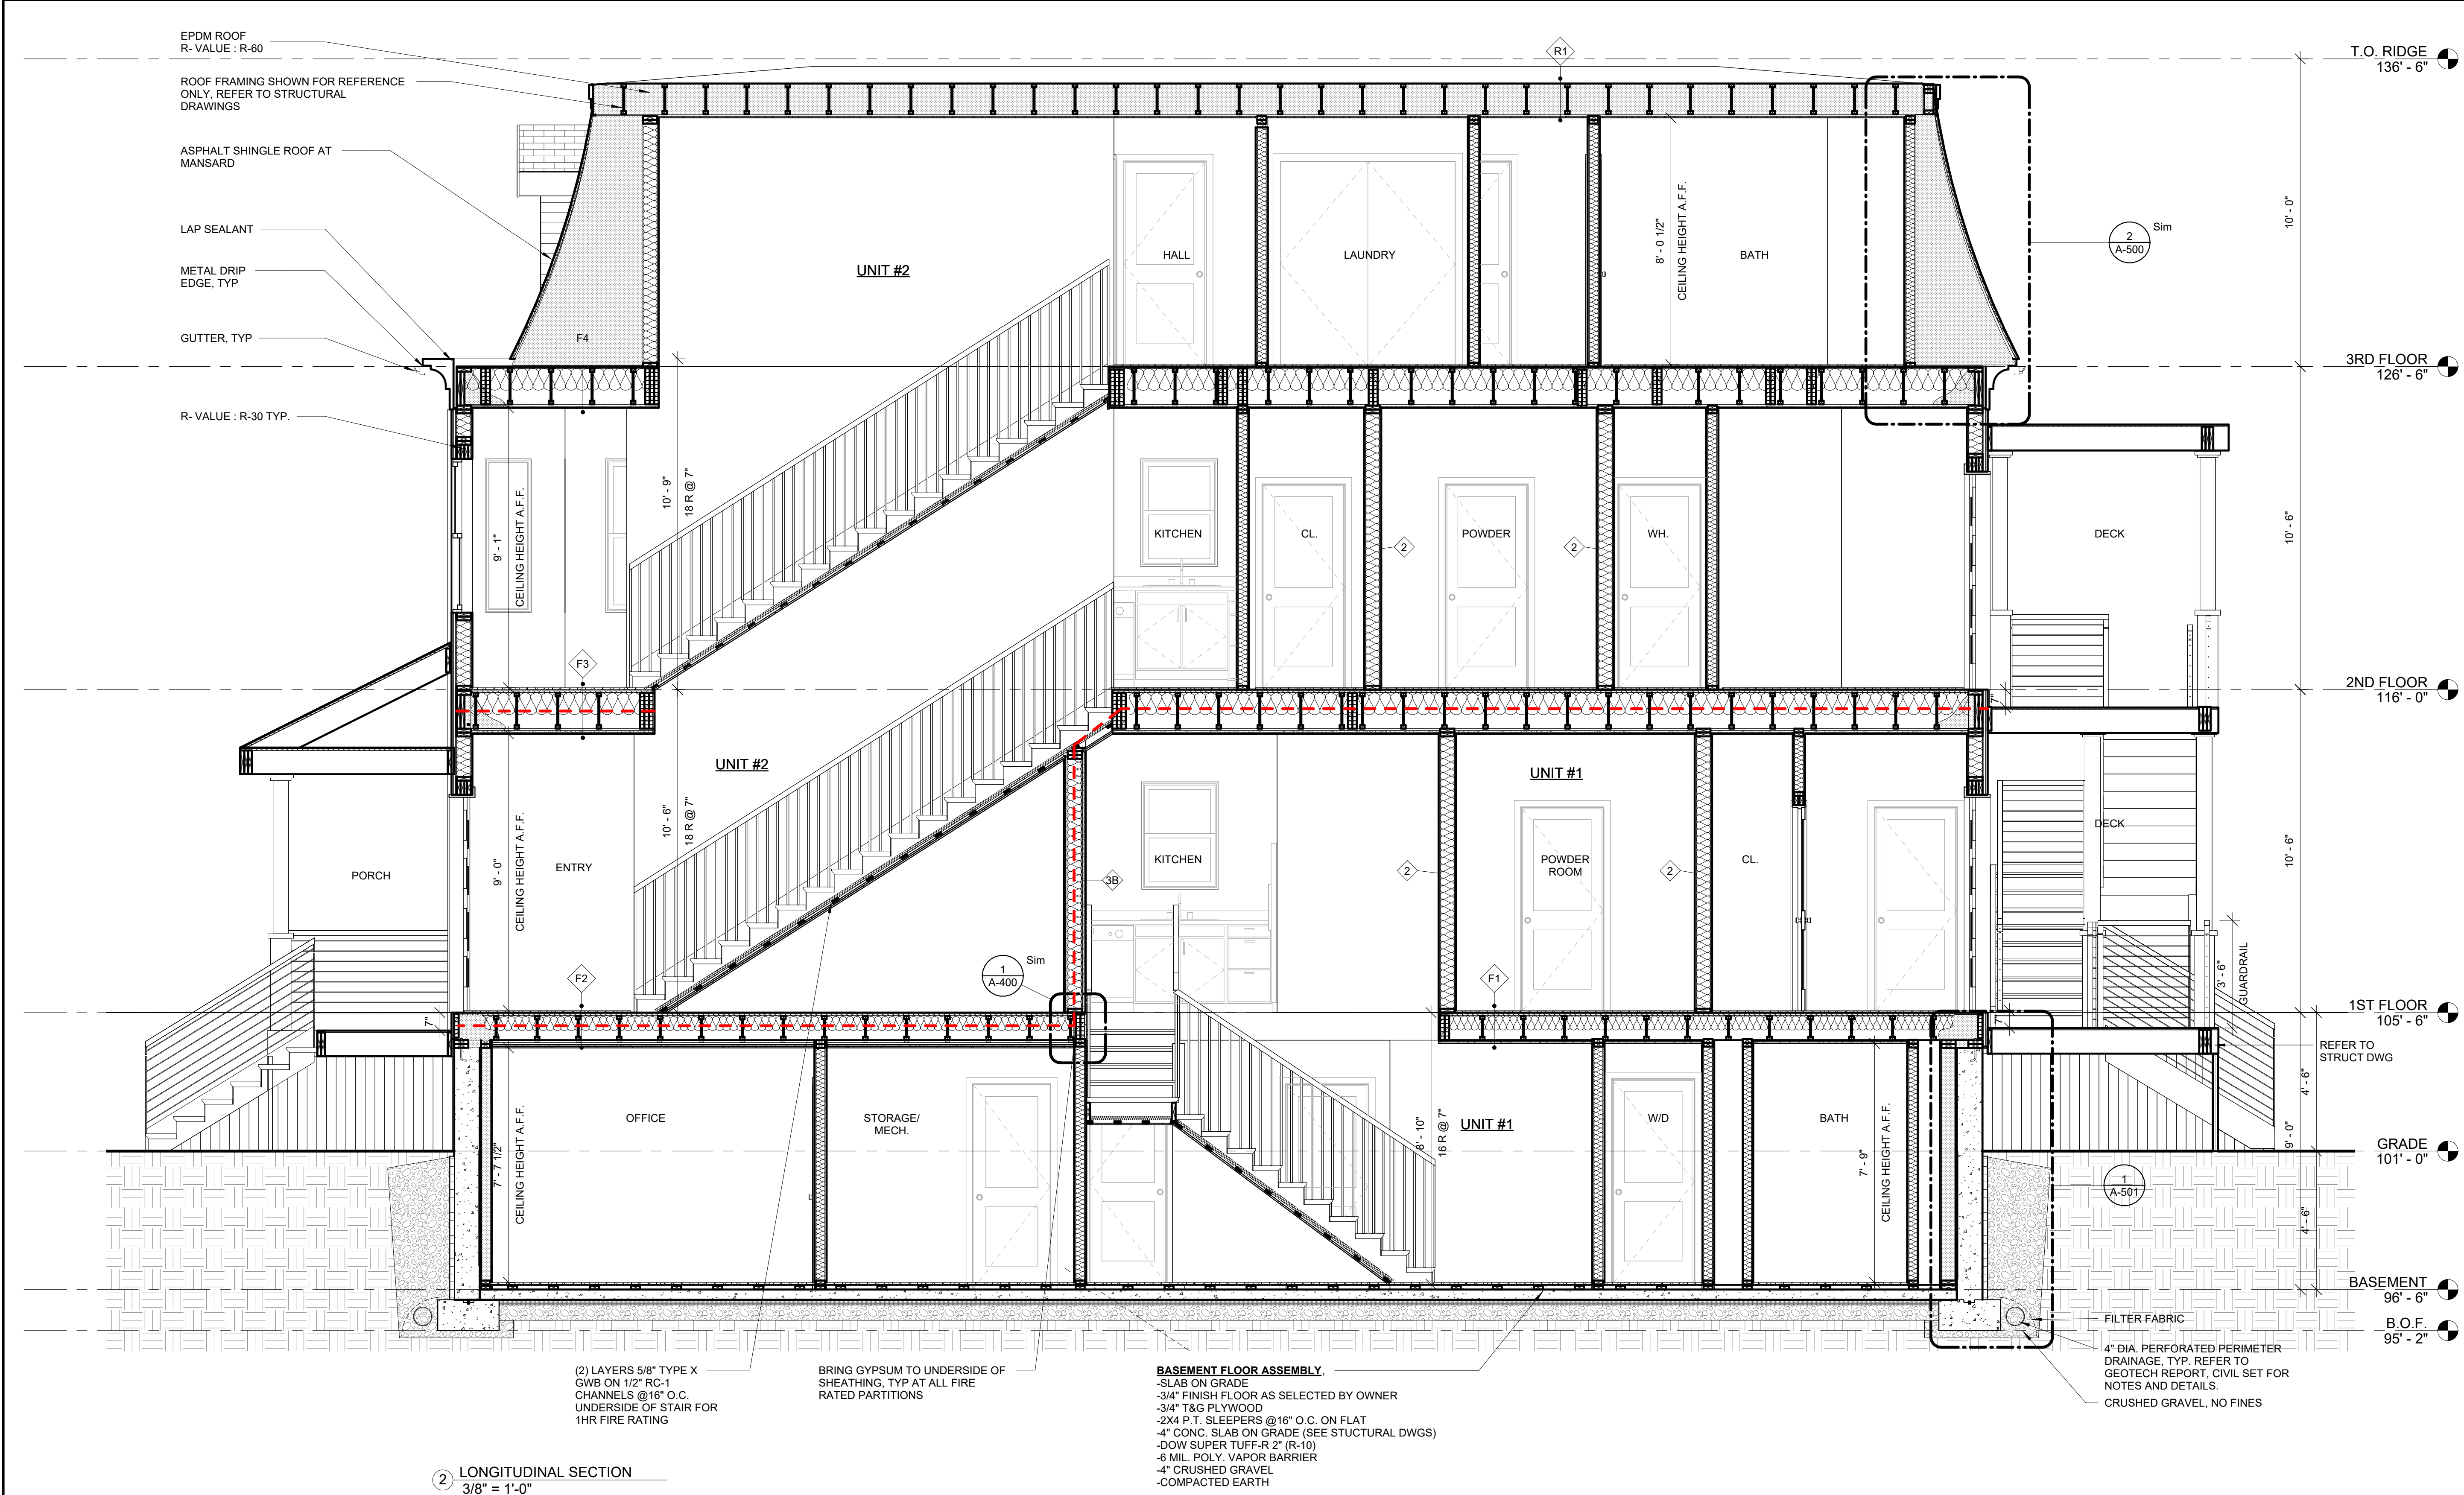 EPDM ROOF
R- VALUE : R-60
ROOF FRAMING SHOWN FOR REFERENCE
ONLY, REFER TO STRUCTURAL
DRAWINGS
ASPHALT SHINGLE ROOF AT
MANSARD
LAP SEALANT
METAL DRIP
EDGE, TYP
GUTTER, TYP
R- VALUE : R-30 TYP.
R1
T.O. RIDGE
136' - 6"
10' - 0"
2
A-500
Sim
UNIT #2
HALL
LAUNDRY
8' - 0 1/2"
CEILING HEIGHT A.F.F.
BATH
F4
3RD FLOOR
126' - 6"
9' - 1"
CEILING HEIGHT A.F.F.
10' - 9"
18 R @ 7"
KITCHEN
CL.
2
POWDER
2
WH.
DECK
10' - 6"
F3
2ND FLOOR
116' - 0"
7"
UNIT #2
UNIT #1
10' - 6"
18 R @ 7"
9' - 0"
CEILING HEIGHT A.F.F.
ENTRY
PORCH
3B
KITCHEN
2
POWDER
ROOM
2
CL.
DECK
10' - 6"
3' - 6"
GUARDRAIL
F2
1
A-400
Sim
F1
7"
7"
1ST FLOOR
105' - 6"
REFER TO
STRUCT DWG
4' - 6"
9' - 0"
OFFICE
STORAGE/
MECH.
7' - 7 1/2"
CEILING HEIGHT A.F.F.
8' - 10"
16 R @ 7"
UNIT #1
W/D
BATH
7' - 9"
CEILING HEIGHT A.F.F.
GRADE
101' - 0"
1
A-501
4' - 6"
BASEMENT
96' - 6"
FILTER FABRIC
B.O.F.
95' - 2"
4" DIA. PERFORATED PERIMETER
DRAINAGE, TYP. REFER TO
GEOTECH REPORT, CIVIL SET FOR
NOTES AND DETAILS.
CRUSHED GRAVEL, NO FINES
(2) LAYERS 5/8" TYPE X
GWB ON 1/2" RC-1
CHANNELS @16" O.C.
UNDERSIDE OF STAIR FOR
1HR FIRE RATING
BRING GYPSUM TO UNDERSIDE OF
SHEATHING, TYP AT ALL FIRE
RATED PARTITIONS
BASEMENT FLOOR ASSEMBLY,
-SLAB ON GRADE
-3/4" FINISH FLOOR AS SELECTED BY OWNER
-3/4" T&G PLYWOOD
-2X4 P.T. SLEEPERS @16" O.C. ON FLAT
-4" CONC. SLAB ON GRADE (SEE STUCTURAL DWGS)
-DOW SUPER TUFF-R 2" (R-10)
-6 MIL. POLY. VAPOR BARRIER
-4" CRUSHED GRAVEL
-COMPACTED EARTH
2
LONGITUDINAL SECTION
3/8" = 1'-0"